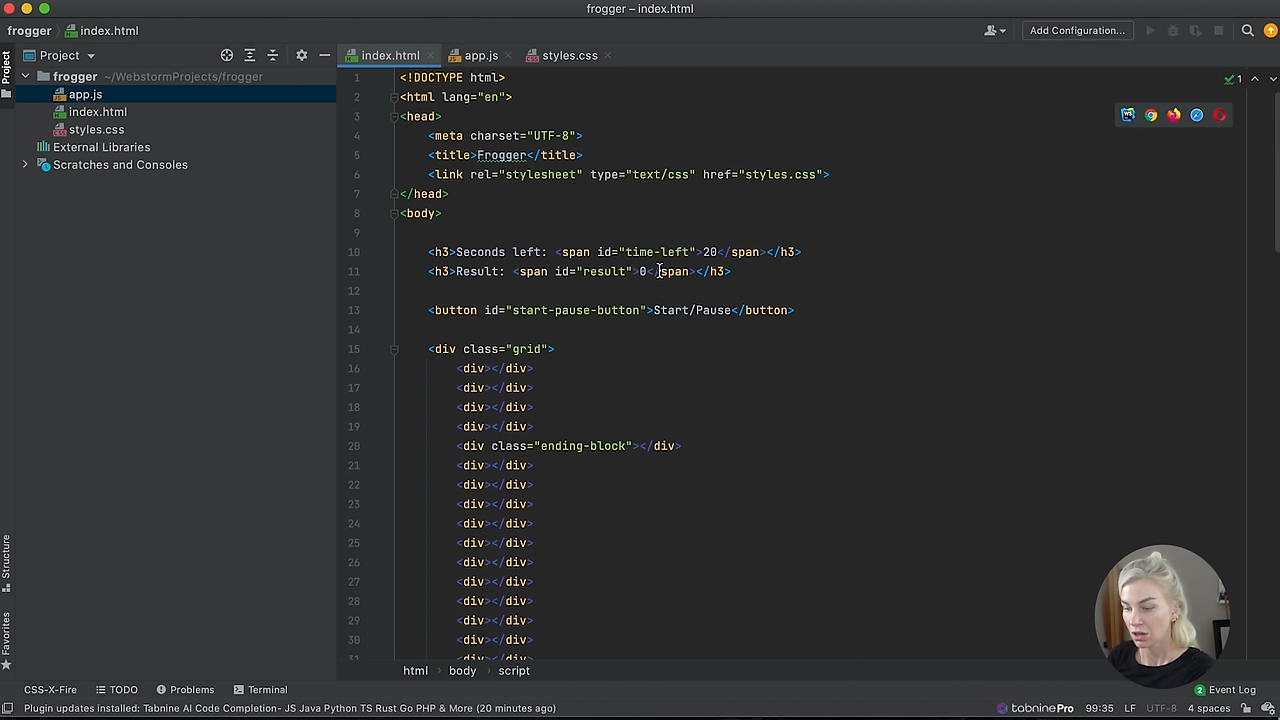 frogger – index.html
frogger index.html
Add Configuration...
Project
Project
index.html
app.js
styles.css
frogger ~/WebstormProjects/frogger
app.js
index.html
styles.css
External Libraries
Scratches and Consoles
1 <!DOCTYPE html>
2 <html lang="en">
3 <head>
4 <meta charset="UTF-8">
5 <title>Frogger</title>
6 <link rel="stylesheet" type="text/css" href="styles.css">
7 </head>
8 <body>
9
10 <h3>Seconds left: <span id="time-left">20</span></h3>
11 <h3>Result: <span id="result">0</span></h3>
12
13 <button id="start-pause-button">Start/Pause</button>
14
15 <div class="grid">
16 <div></div>
17 <div></div>
18 <div></div>
19 <div></div>
20 <div class="ending-block"></div>
21 <div></div>
22 <div></div>
23 <div></div>
24 <div></div>
25 <div></div>
26 <div></div>
27 <div></div>
28 <div></div>
29 <div></div>
30 <div></div>
31 <div></div>
1
Structure
Favorites
html body script
CSS-X-Fire TODO Problems Terminal
2 Event Log
Plugin updates installed: Tabnine AI Code Completion- JS Java Python TS Rust Go PHP & More (20 minutes ago)
tabninePro 99:35 LF UTF-8 4 spaces